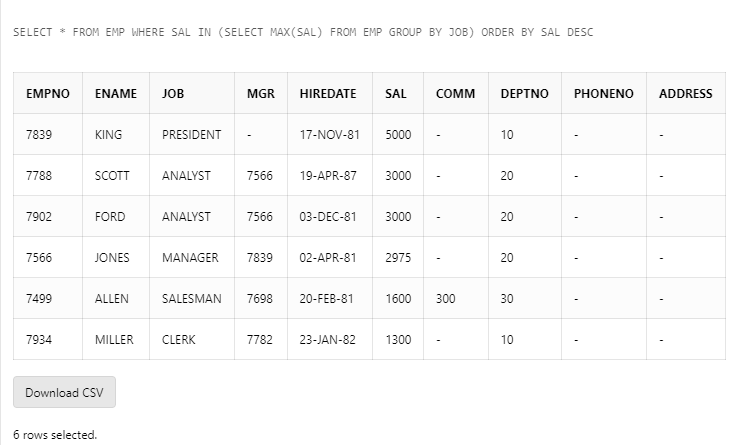 SELECT * FROM EMP WHERE SAL IN (SELECT MAX(SAL) FROM EMP GROUP BY JOB) ORDER BY SAL DESC
EMPNO ENAME JOB MGR HIREDATE SAL COMM DEPTNO PHONENO ADDRESS
7839 KING PRESIDENT - 17-NOV-81 5000 - 10 - -
7788 SCOTT ANALYST 7566 19-APR-87 3000 - 20 - -
7902 FORD ANALYST 7566 03-DEC-81 3000 - 20 - -
7566 JONES MANAGER 7839 02-APR-81 2975 - 20 - -
7499 ALLEN SALESMAN 7698 20-FEB-81 1600 300 30 - -
7934 MILLER CLERK 7782 23-JAN-82 1300 - 10 - -
Download CSV
6 rows selected.